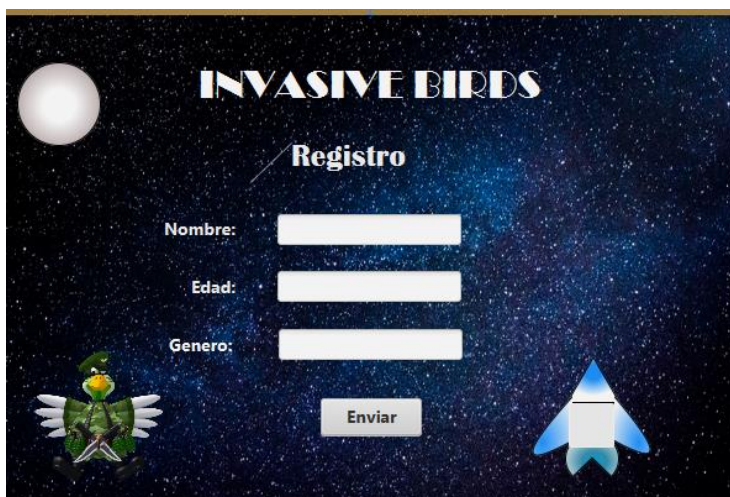 INVASIVE BIRDS
Registro
Nombre:
Edad:
Genero:
Enviar